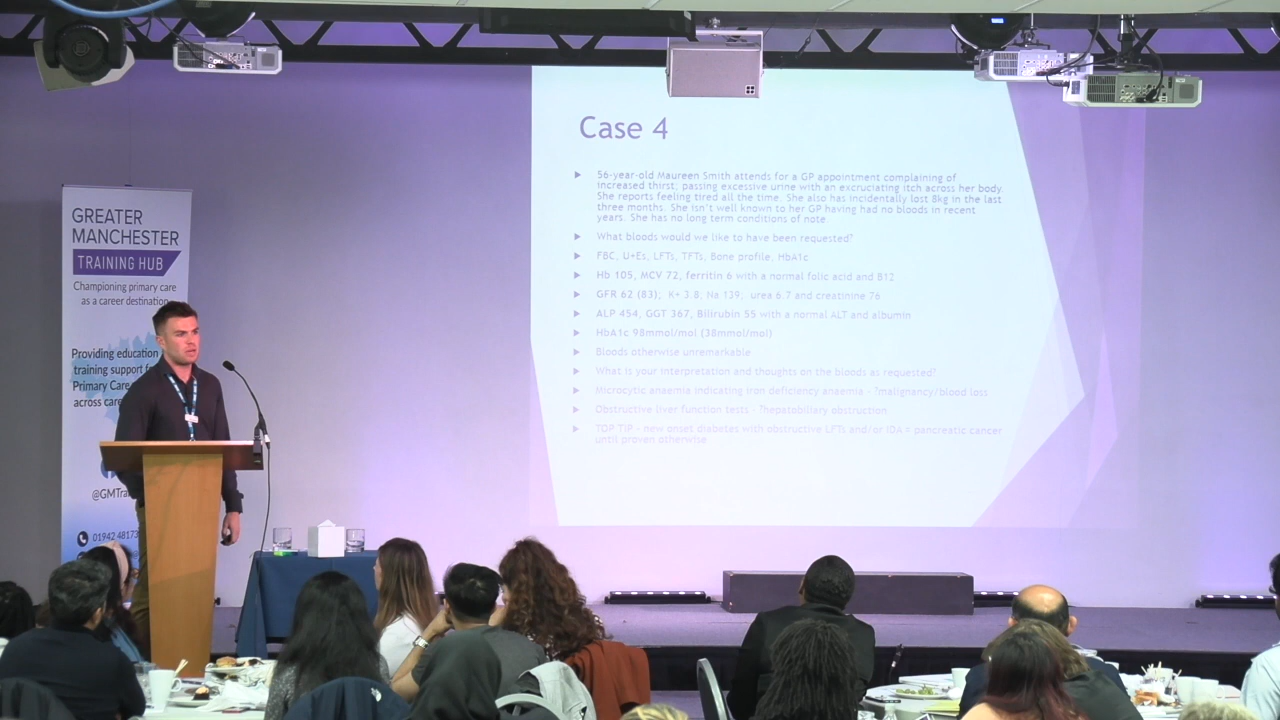 Case 4
56-year-old Maureen Smith attends for a GP appointment complaining of
increased thirst; passing excessive urine with an excruciating itch across her body.
She reports feeling tired all the time. She also has incidentally lost 8kg in the last
three months. She isn't well known to her GP having had no bloods in recent
years. She has no long term conditions of note.
What bloods would we like to have been requested?
FBC, U+Es, LFTs, TFTs, Bone profile, HbA1c
Hb 105, MCV 72, ferritin 6 with a normal folic acid and B12
GFR 62 (83); K+ 3.8; Na 139; urea 6.7 and creatinine 76
ALP 454, GGT 367, Bilirubin 55 with a normal ALT and albumin
HbA1c 98mmol/mol (38mmol/mol)
Bloods otherwise unremarkable
What is your interpretation and thoughts on the bloods as requested?
Microcytic anaemia indicating iron deficiency anaemia - ?malignancy/blood loss
Obstructive liver function tests - ?hepatobiliary obstruction
TOP TIP - new onset diabetes with obstructive LFTs and/or IDA = pancreatic cancer
until proven otherwise
GREATER
MANCHESTER
TRAINING HUB
Championing primary care
as a career destination
Providing education
training support
Primary Care
across
@GMTra
01942 48173